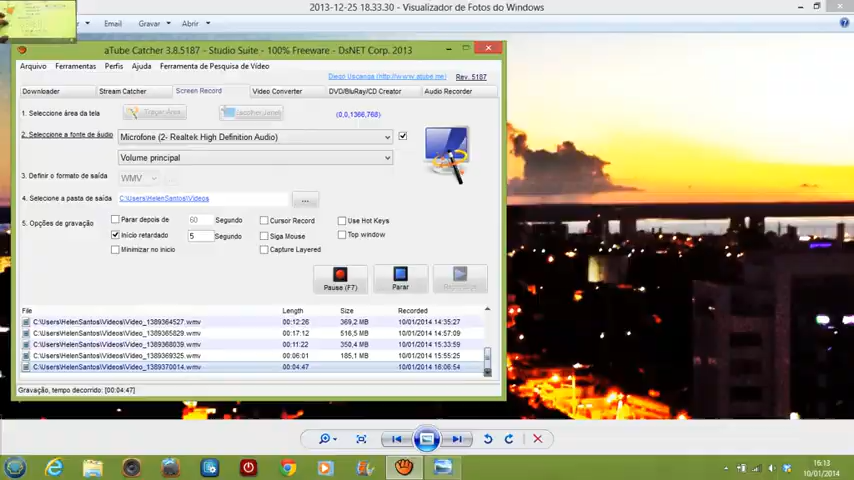 2013-12-25 18.33.30 - Visualizador de Fotos do Windows
Email Gravar Abrir
aTube Catcher 3.8.5187 - Studio Suite - 100% Freeware - DsNET Corp. 2013
Arquivo Ferramentas Perfis Ajuda Ferramenta de Pesquisa de Vídeo
Diego Uscanga (http://www.atube.me) Rev. 5187
Downloader Stream Catcher Screen Record Video Converter DVD/BluRay/CD Creator Audio Recorder
1. Seleccione área da tela (0,0,1366,768)
2. Seleccione a fonte de áudio Microfone (2- Realtek High Definition Audio)
Volume principal
3. Definir o formato de saída WMV
4. Selecione a pasta de saída C:\Users\HelenSantos\Videos ...
5. Opções de gravação Parar depois de 60 Segundo Cursor Record Use Hot Keys
Início retardado 5 Segundo Siga Mouse Top window
Minimizar no inicio Capture Layered
Pause (F7) Parar
File Length Size Recorded
C:\Users\HelenSantos\Videos\Video_1389364527.wmv 00:12:26 369,2 MB 10/01/2014 14:35:27
C:\Users\HelenSantos\Videos\Video_1389365829.wmv 00:17:12 516,5 MB 10/01/2014 14:57:09
C:\Users\HelenSantos\Videos\Video_1389368039.wmv 00:11:22 350,4 MB 10/01/2014 15:33:59
C:\Users\HelenSantos\Videos\Video_1389369325.wmv 00:06:01 185,1 MB 10/01/2014 15:55:25
C:\Users\HelenSantos\Videos\Video_1389370014.wmv 00:04:47 10/01/2014 16:06:54
Gravação, tempo decorrido: [00:04:47]
16:13
10/01/2014